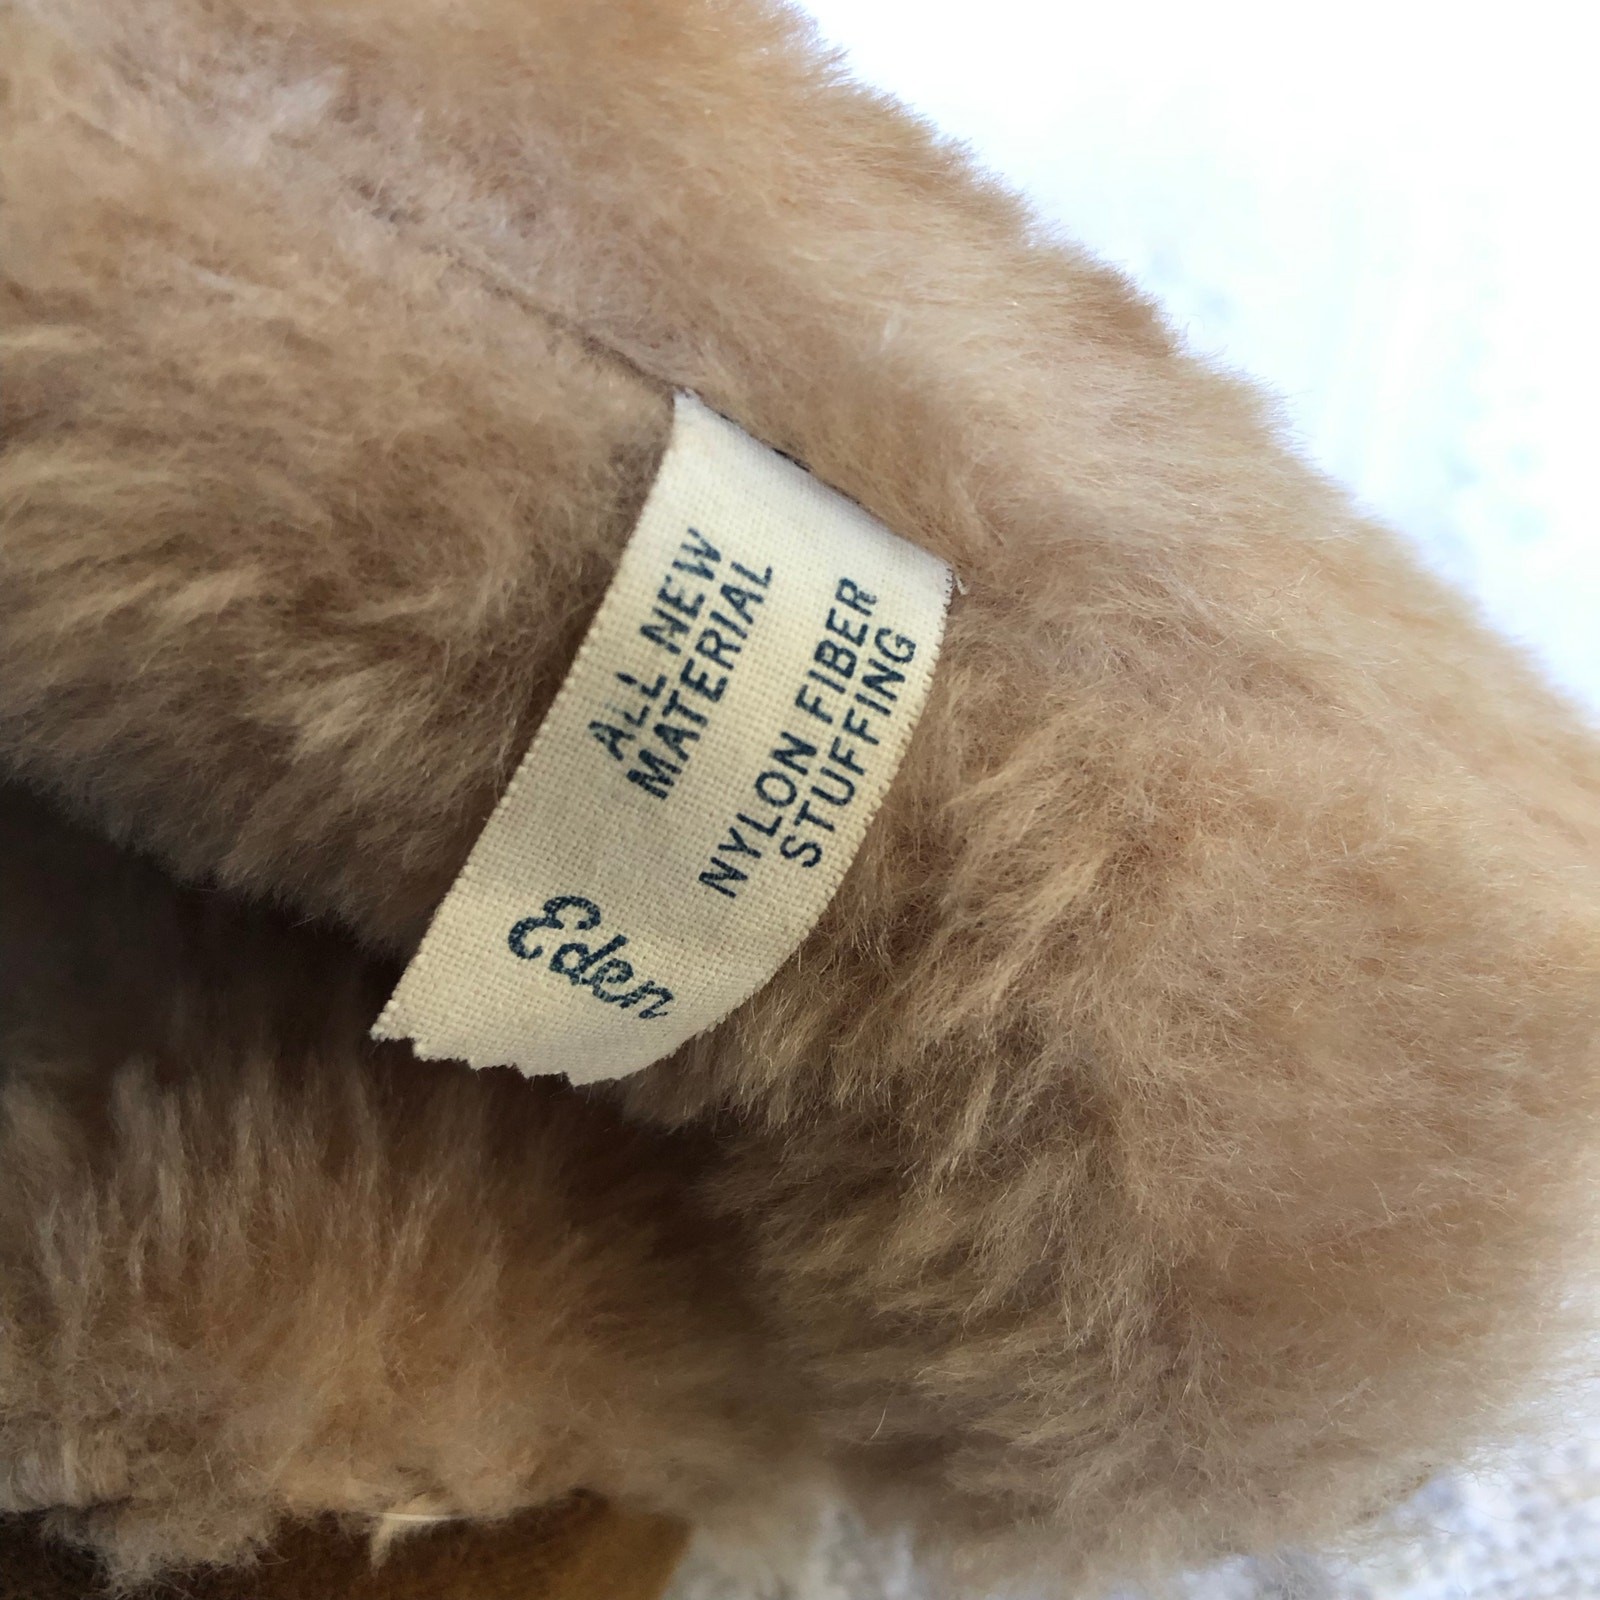 ALL NEW
MATERIAL
NYLON FIBER
STUFFING
Eden